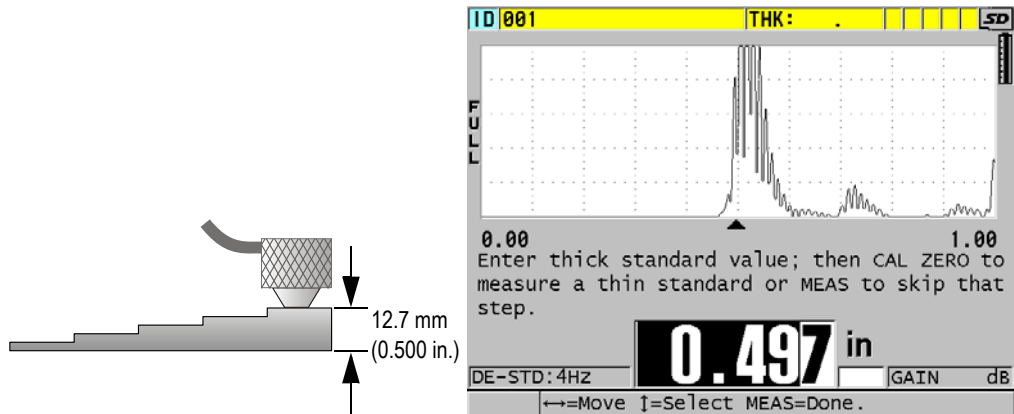 12.7 mm
(0.500 in.)
ID 001 THK: . SD
FULL
0.00 1.00
Enter thick standard value; then CAL ZERO to
measure a thin standard or MEAS to skip that
step.
0.497 in
DE-STD:4Hz GAIN dB
↔=Move ↕=Select MEAS=Done.